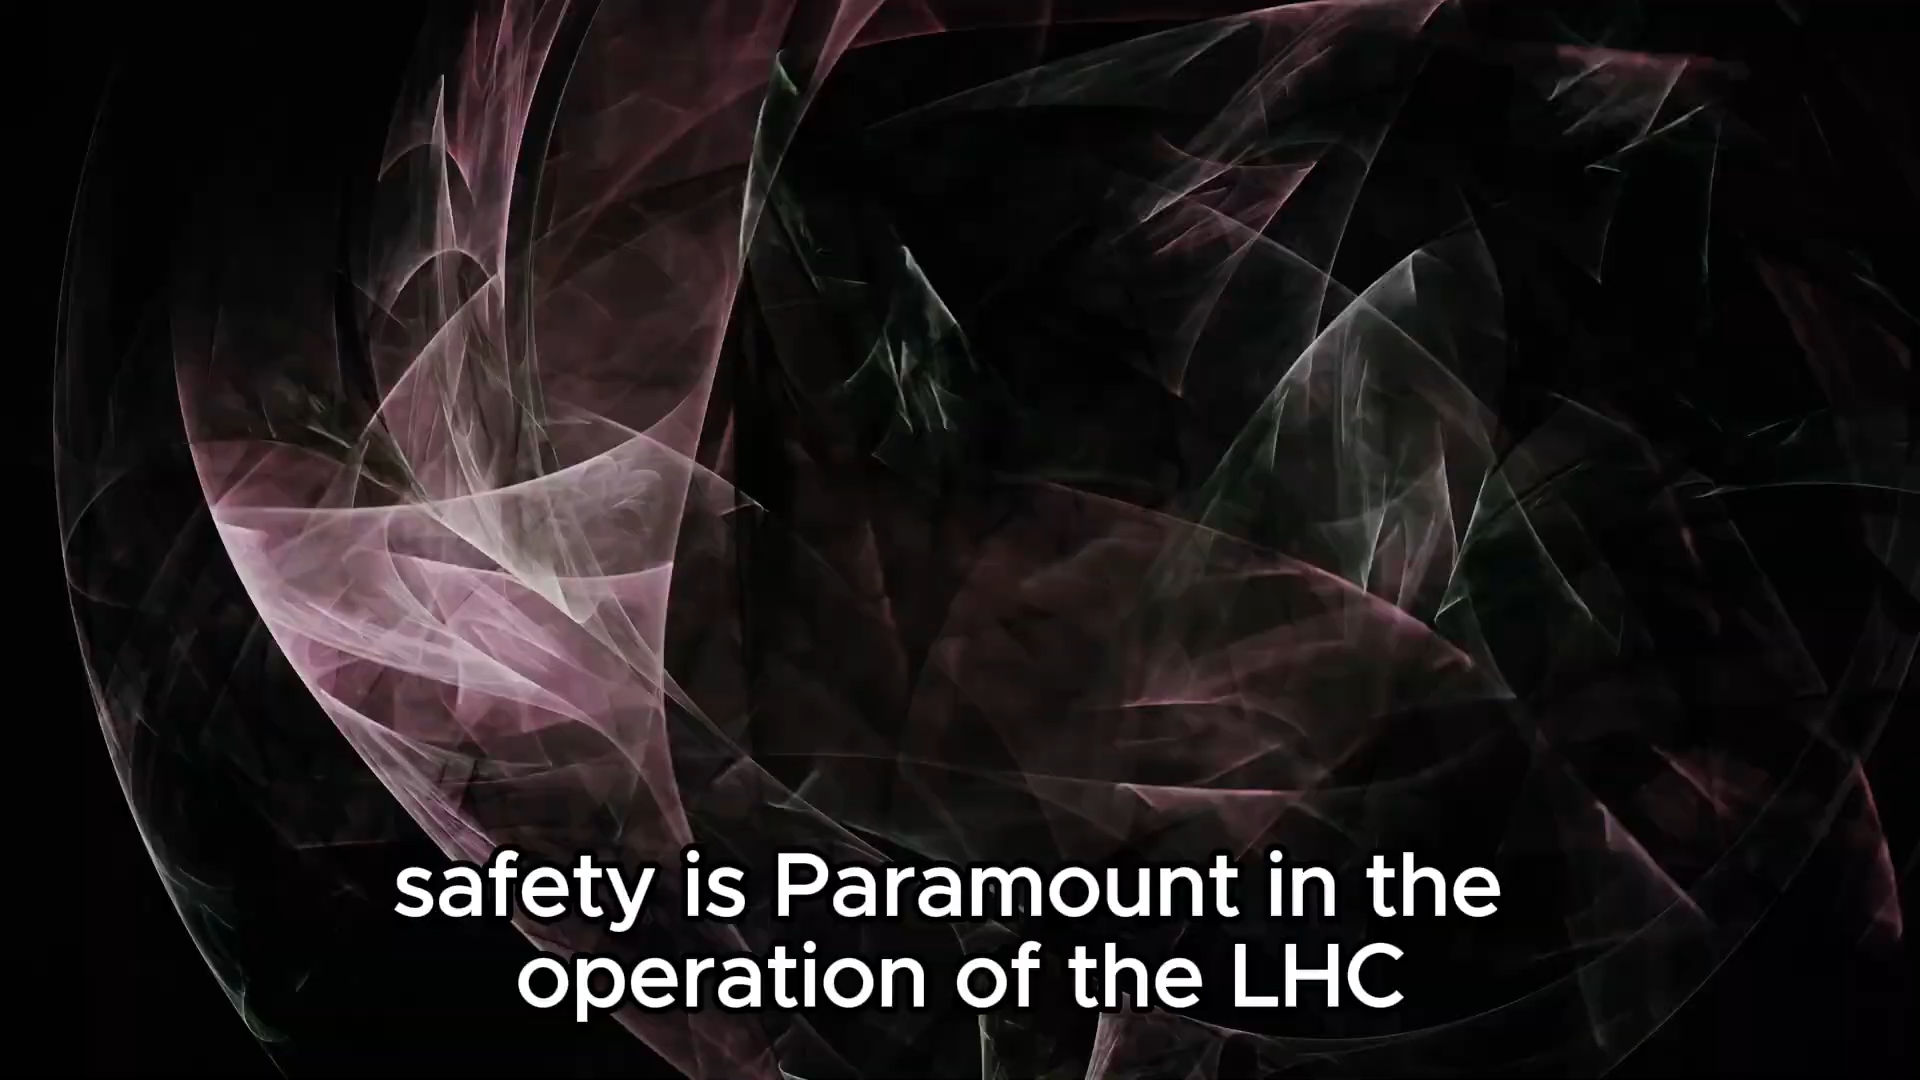 safety is Paramount in the
operation of the LHC